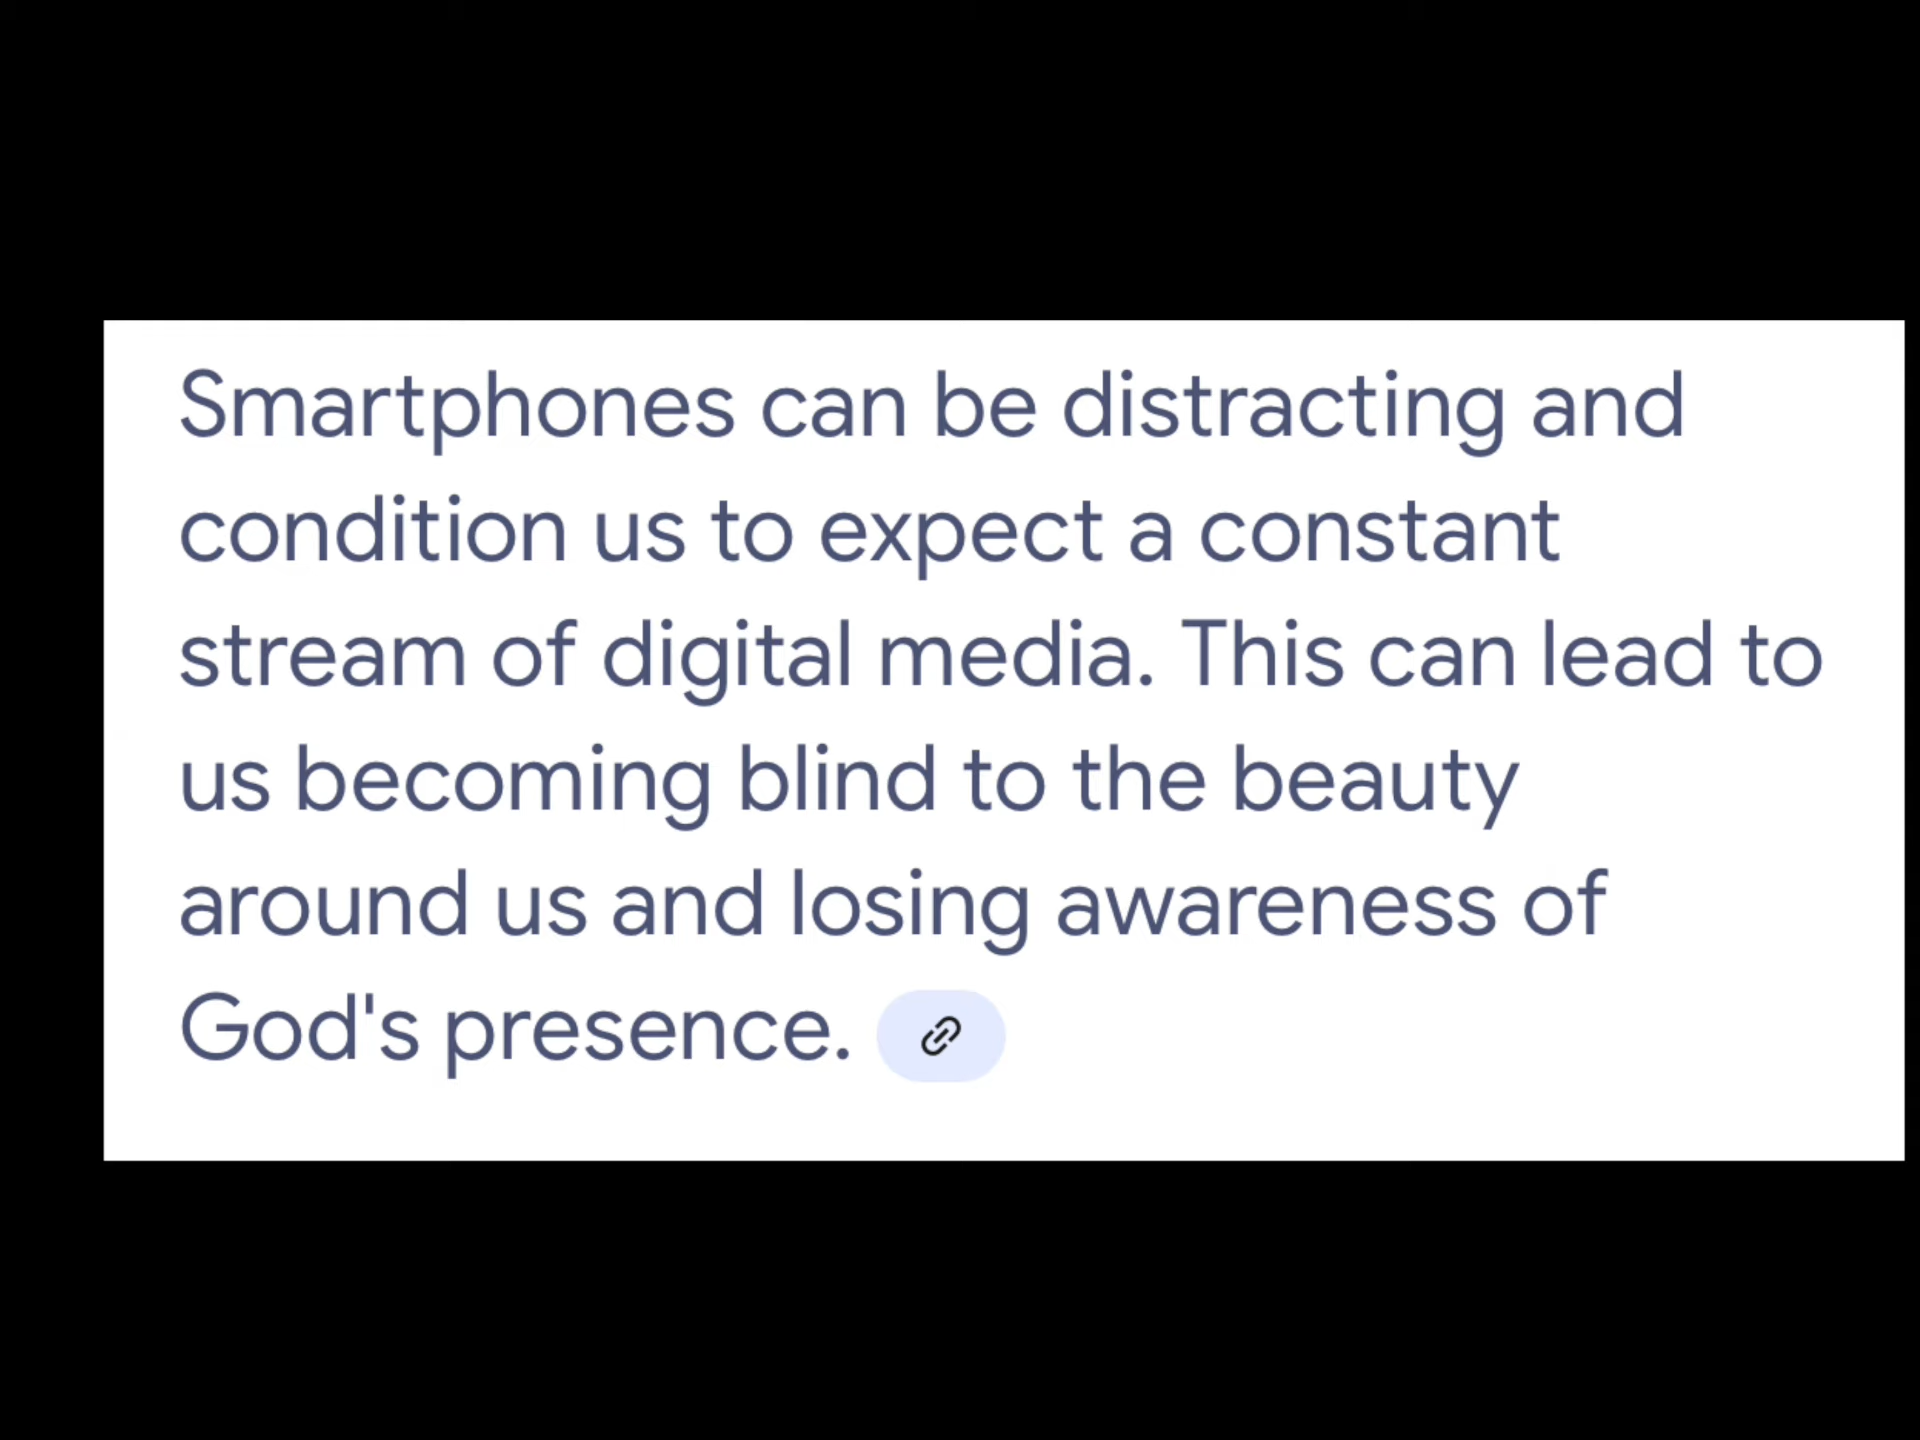 Smartphones can be distracting and
condition us to expect a constant
stream of digital media. This can lead to
us becoming blind to the beauty
around us and losing awareness of
God's presence.